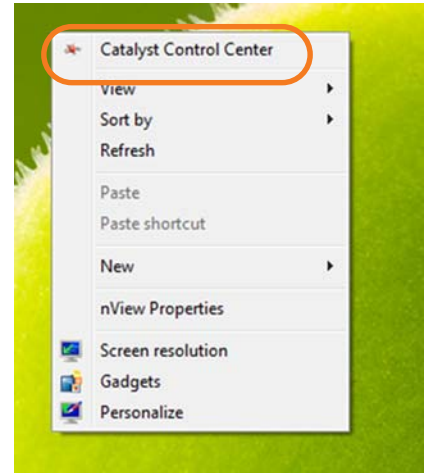 Catalyst Control Center
View
Sort by
Refresh
Paste
Paste shortcut
New
nView Properties
Screen resolution
Gadgets
Personalize